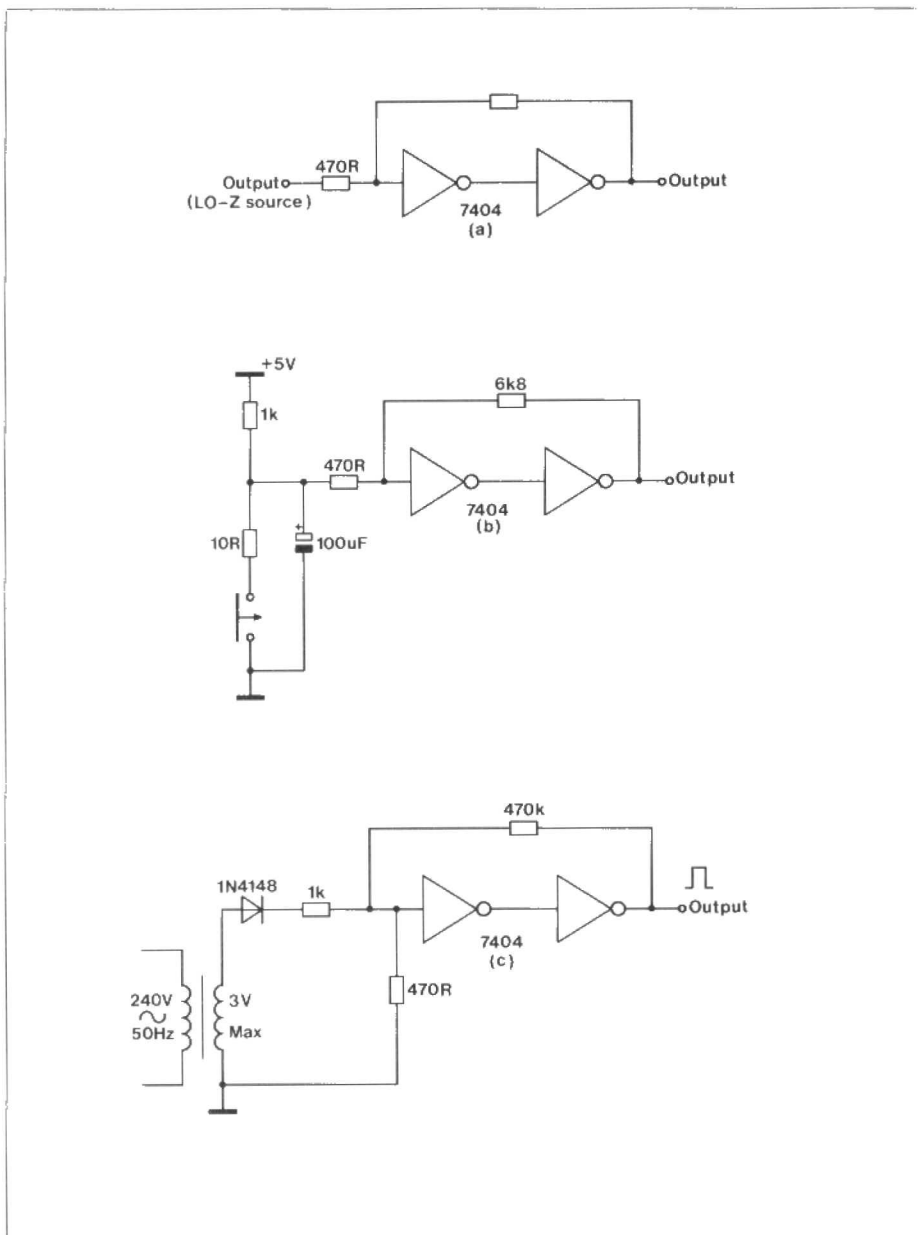 470R
Output
(LO-Z source)
7404
(a)
Output
+5V
1k
6k8
470R
10R
+
100uF
7404
(b)
Output
470k
1N4148
1k
7404
(c)
Output
470R
240V
50Hz
3V
Max